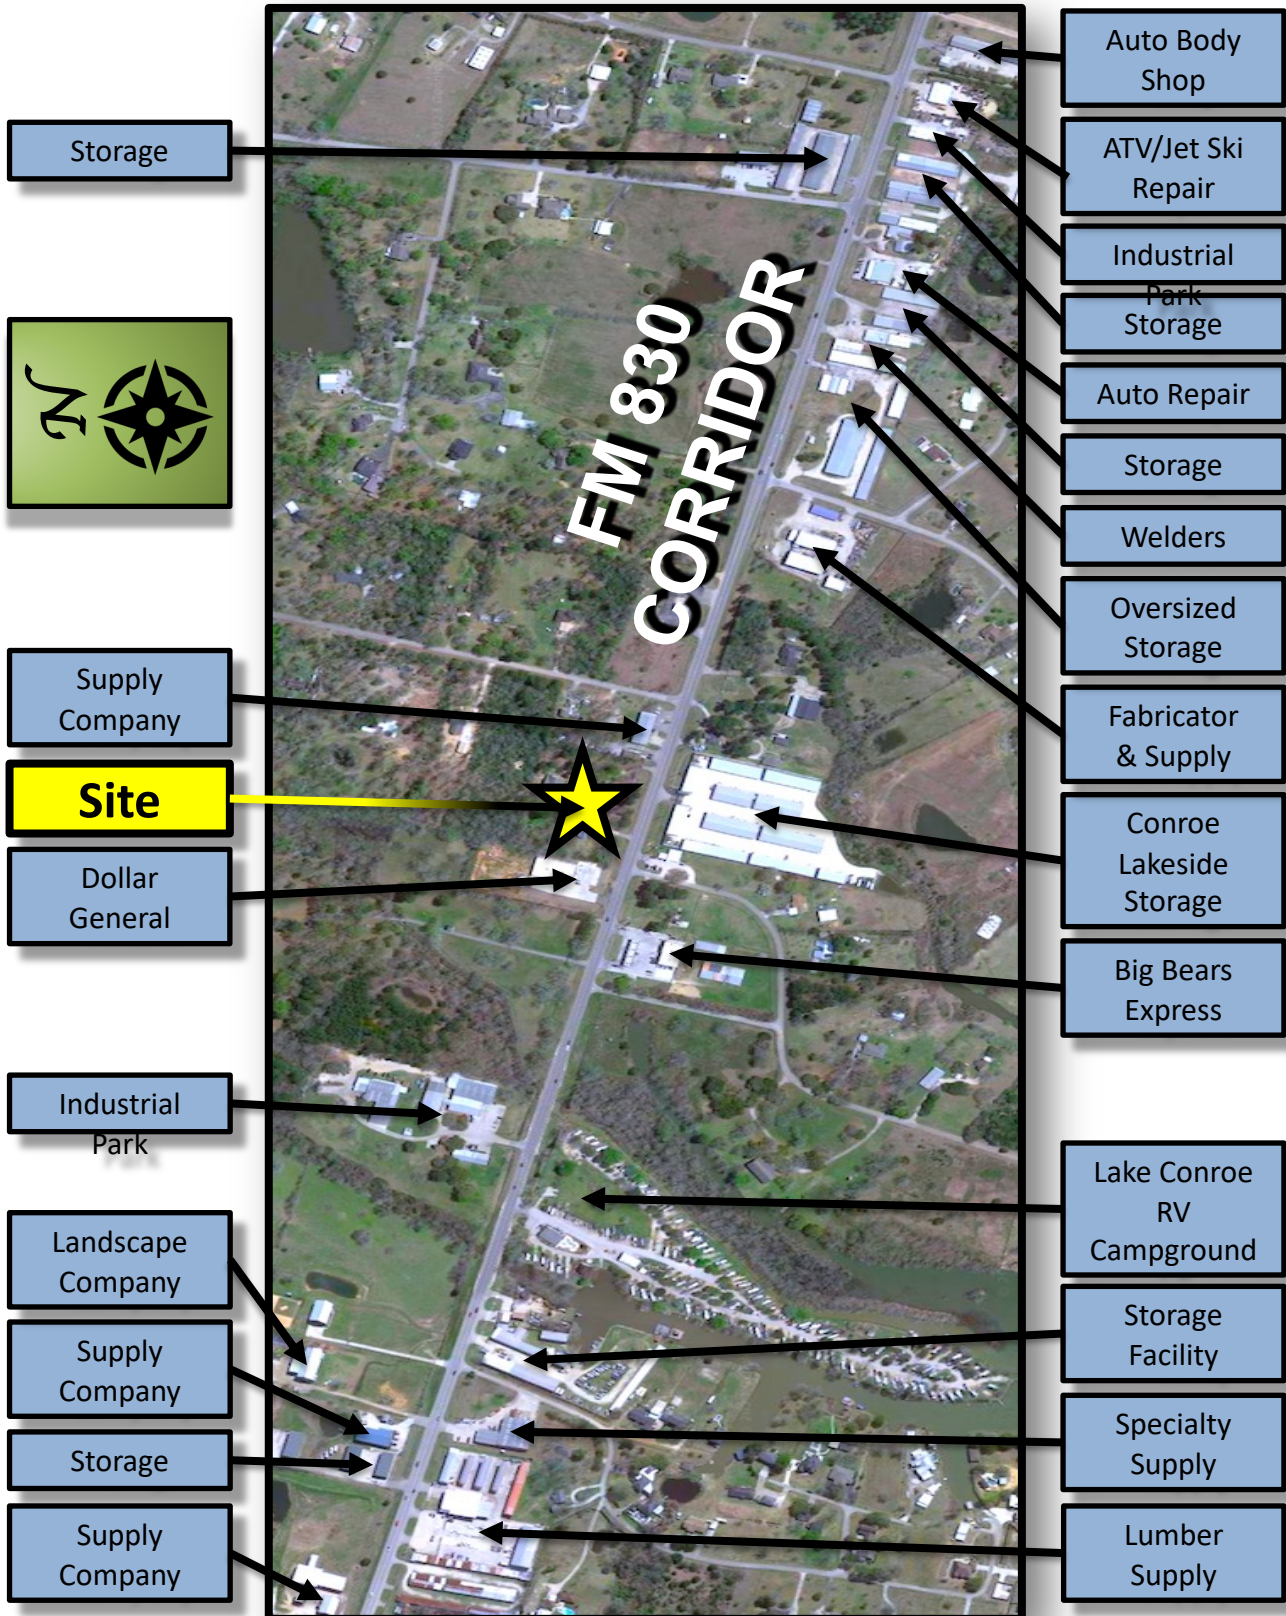 Storage
N
Supply
Company
Site
Dollar
General
Industrial
Park
Landscape
Company
Supply
Company
Storage
Supply
Company
FM 830
CORRIDOR
Auto Body
Shop
ATV/Jet Ski
Repair
Industrial
Park
Storage
Auto Repair
Storage
Welders
Oversized
Storage
Fabricator
& Supply
Conroe
Lakeside
Storage
Big Bears
Express
Lake Conroe
RV
Campground
Storage
Facility
Specialty
Supply
Lumber
Supply